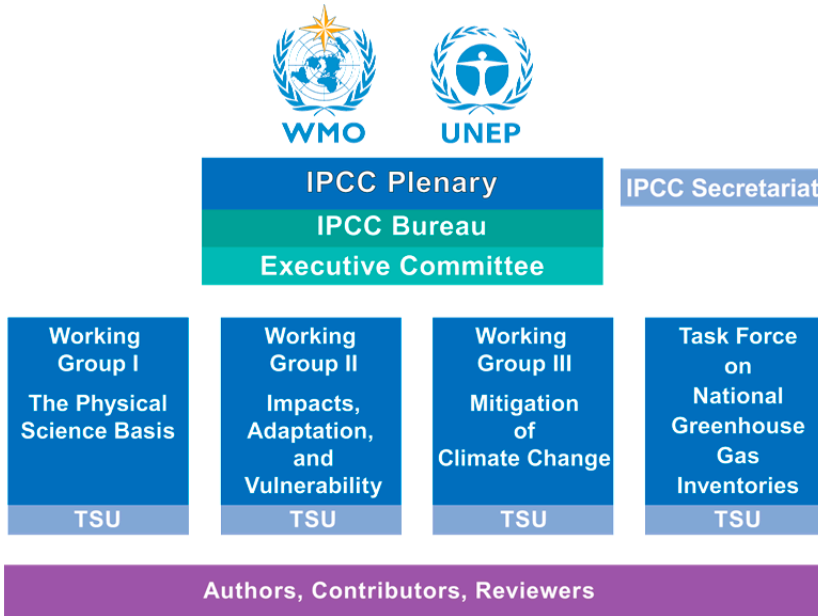 WMO
UNEP
IPCC Plenary
IPCC Secretariat
IPCC Bureau
Executive Committee
Working
Group I
The Physical
Science Basis
TSU
Working
Group II
Impacts,
Adaptation,
and
Vulnerability
TSU
Working
Group III
Mitigation
of
Climate Change
TSU
Task Force
on
National
Greenhouse
Gas
Inventories
TSU
Authors, Contributors, Reviewers